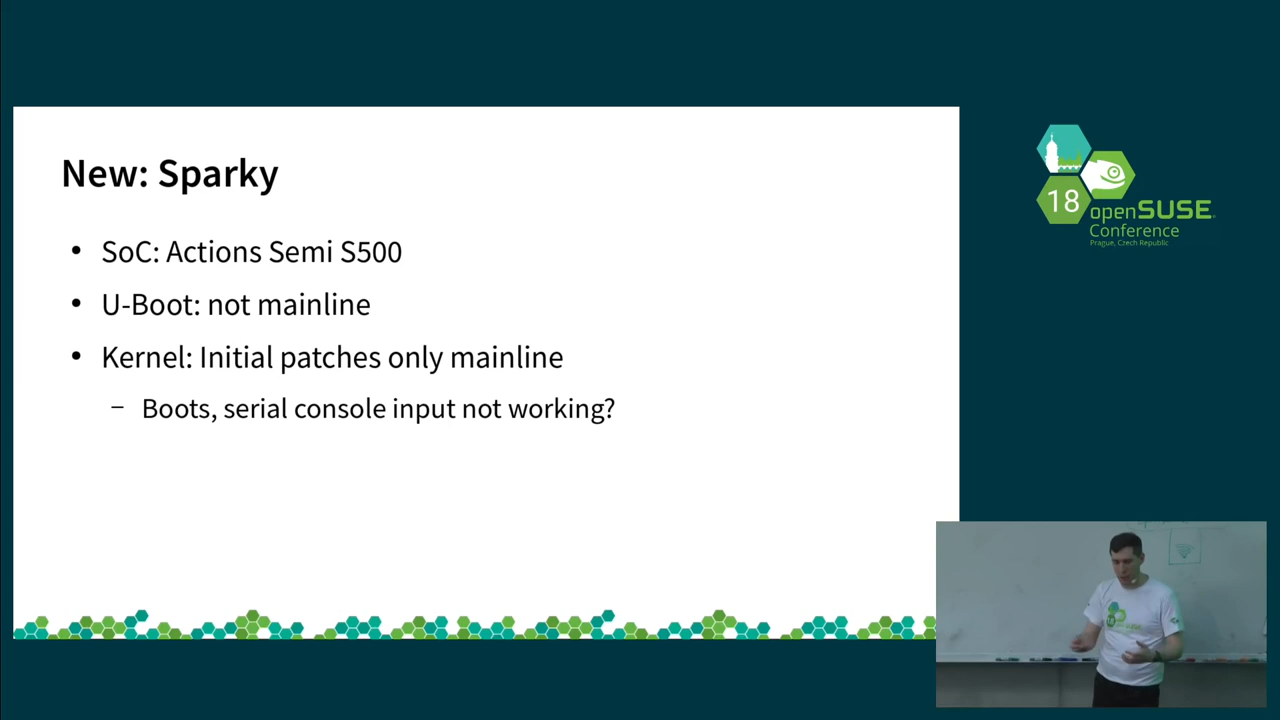 New: Sparky
• SoC: Actions Semi S500
• U-Boot: not mainline
• Kernel: Initial patches only mainline
– Boots, serial console input not working?
18
openSUSE
Conference
Prague, Czech Republic